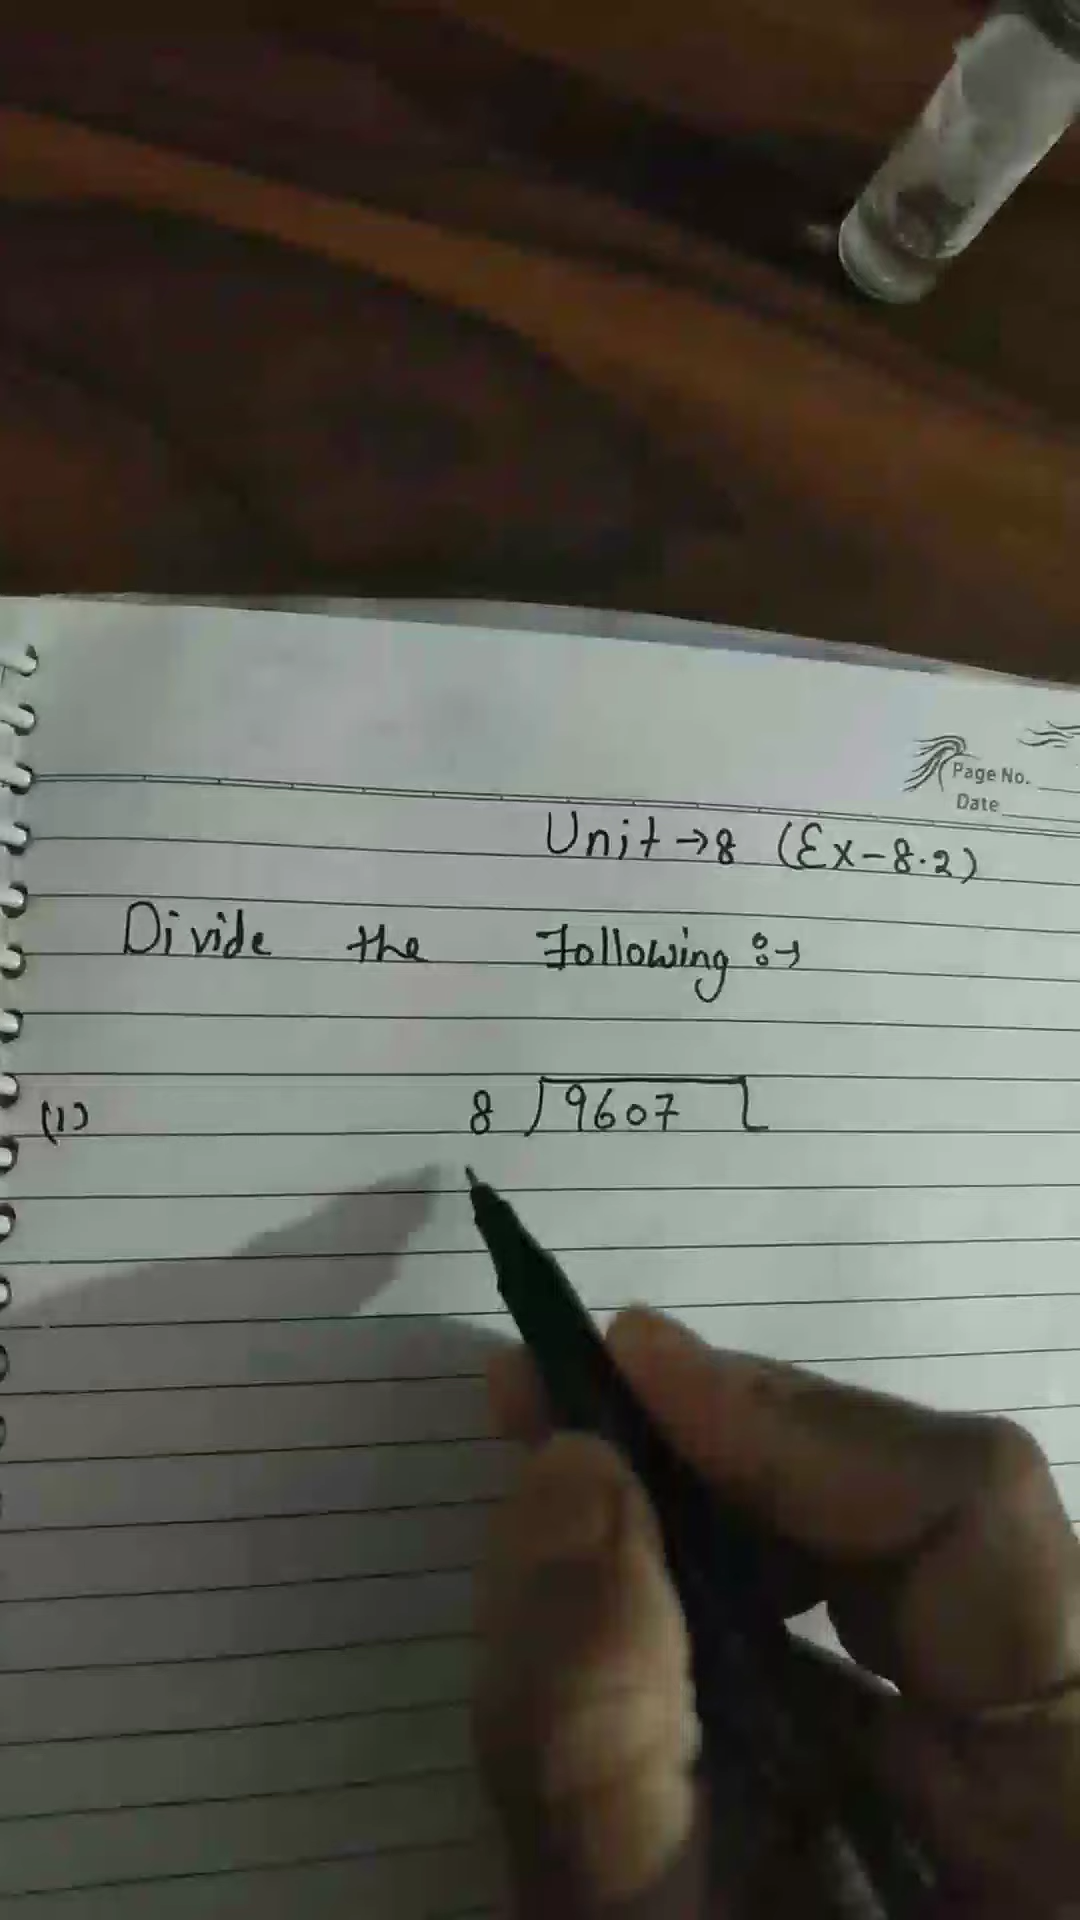 Page No.
Date
Unit → 8 (Ex - 8.2)
Divide the Following :→
(1) 8 ) 9607